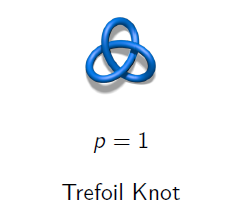 p = 1
Trefoil Knot